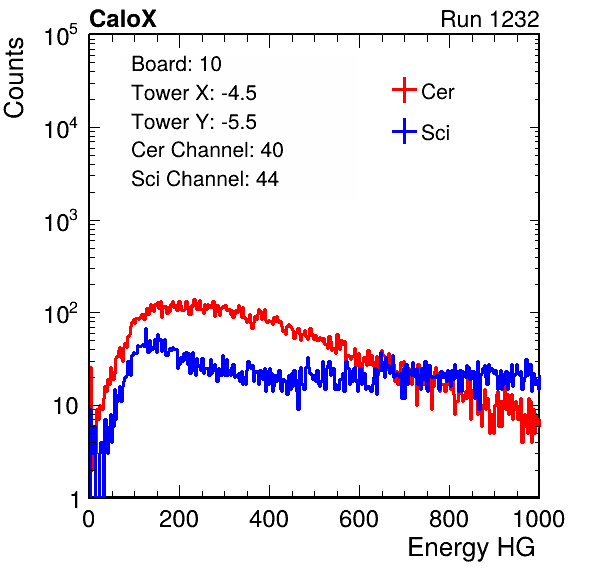 CaloX Run 1232
Counts
Board: 10
Tower X: -4.5
Tower Y: -5.5
Cer Channel: 40
Sci Channel: 44
Cer
Sci
10^5
10^4
10^3
10^2
10
1
0 200 400 600 800 1000
Energy HG